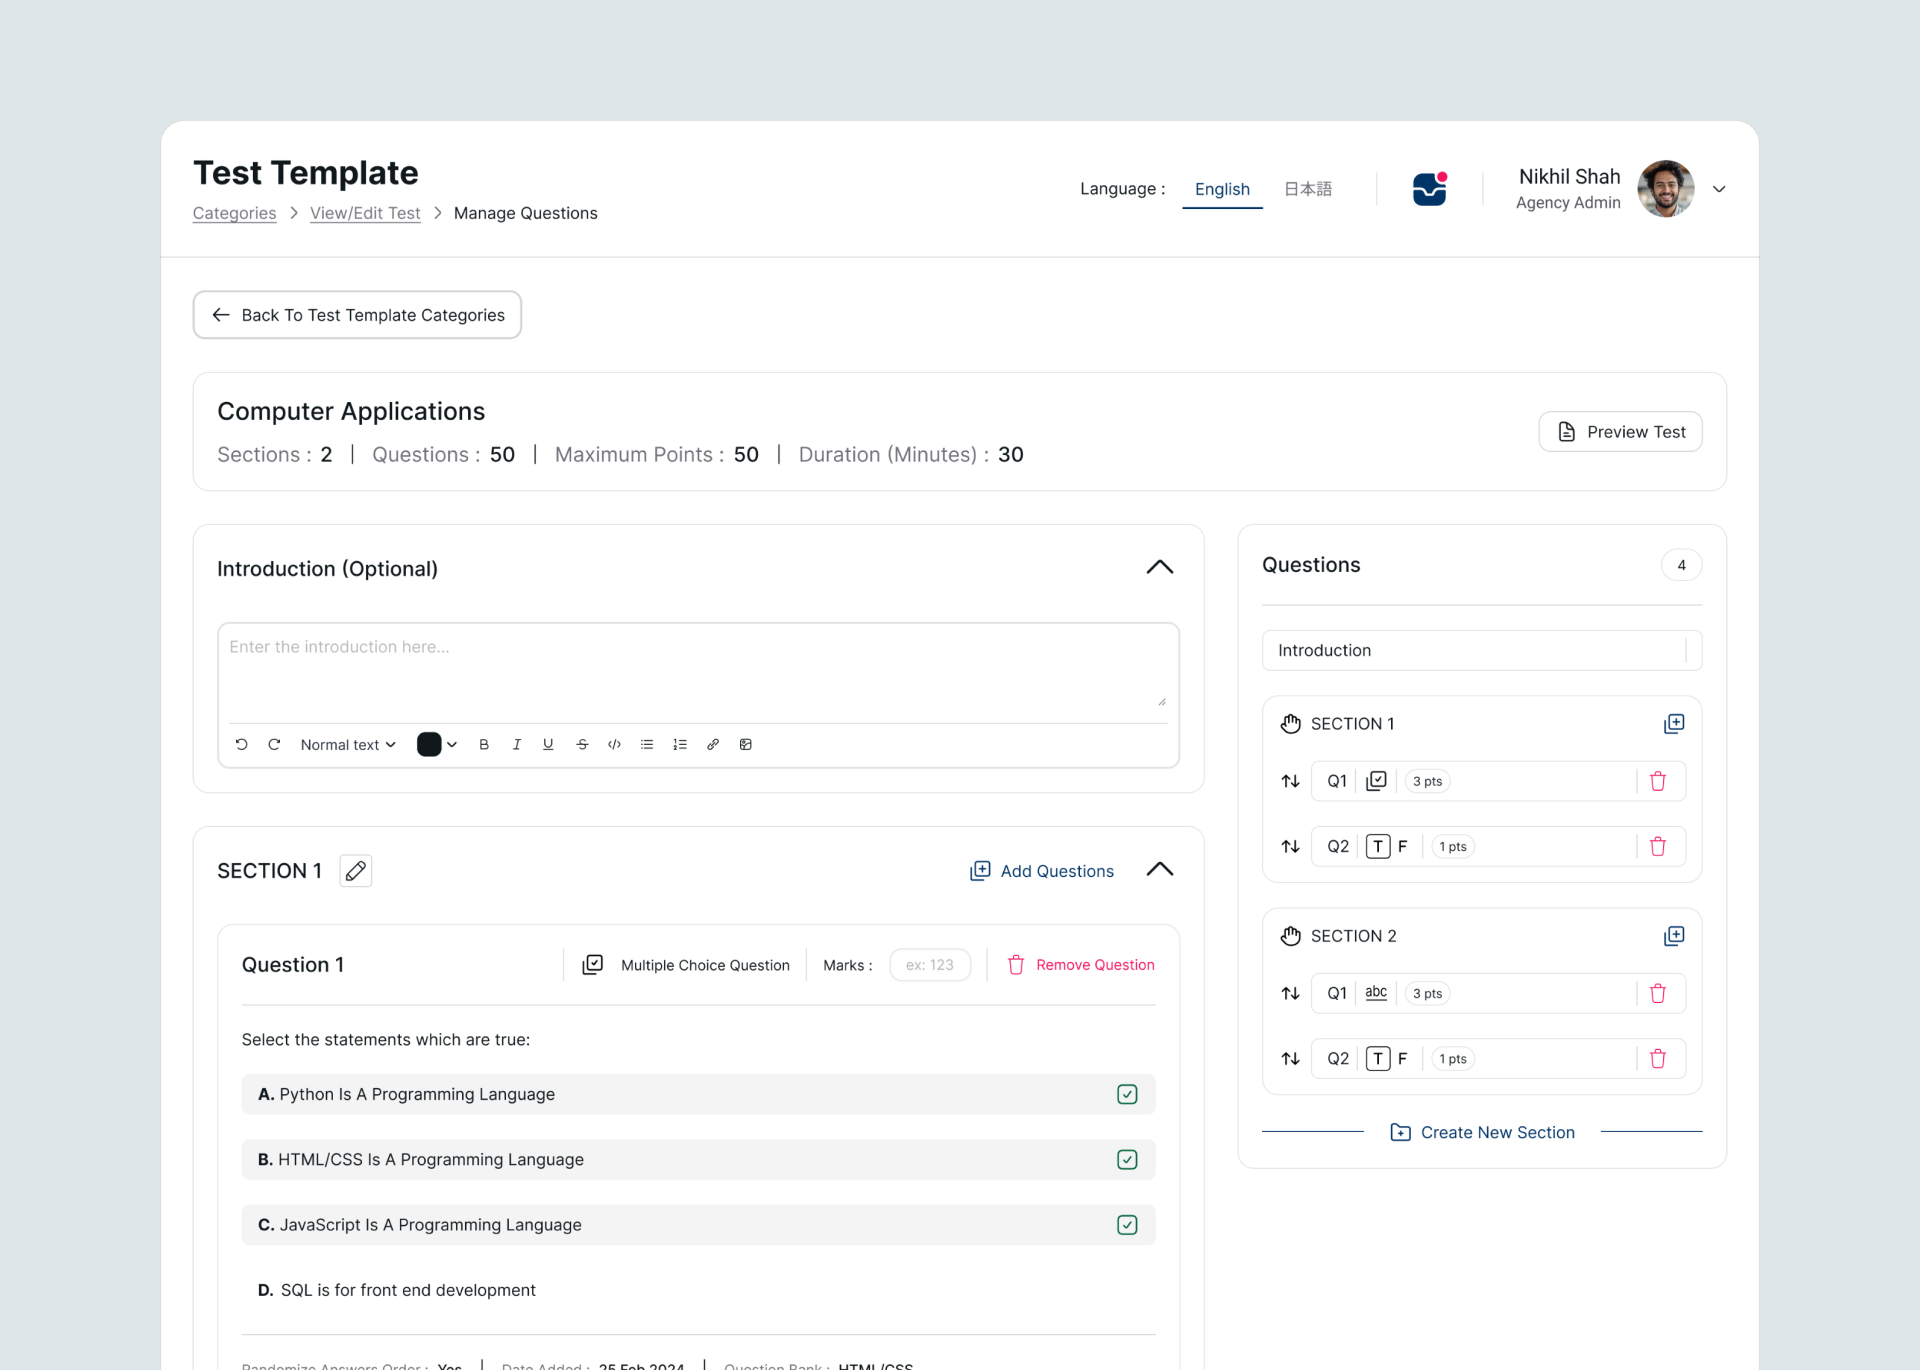 Test Template
Categories > View/Edit Test > Manage Questions
Language : English 日本語
Nikhil Shah
Agency Admin
Back To Test Template Categories
Computer Applications
Sections : 2 | Questions : 50 | Maximum Points : 50 | Duration (Minutes) : 30
Preview Test
Introduction (Optional)
Enter the introduction here...
Normal text B I U S </>
SECTION 1
Add Questions
Question 1
Multiple Choice Question
Marks : ex: 123
Remove Question
Select the statements which are true:
A. Python Is A Programming Language
B. HTML/CSS Is A Programming Language
C. JavaScript Is A Programming Language
D. SQL is for front end development
Randomize Answers Order : Yes | Date Added : 25 Feb 2024 | Question Bank : HTML/CSS
Questions 4
Introduction
SECTION 1
Q1 3 pts
Q2 T F 1 pts
SECTION 2
Q1 abc 3 pts
Q2 T F 1 pts
Create New Section